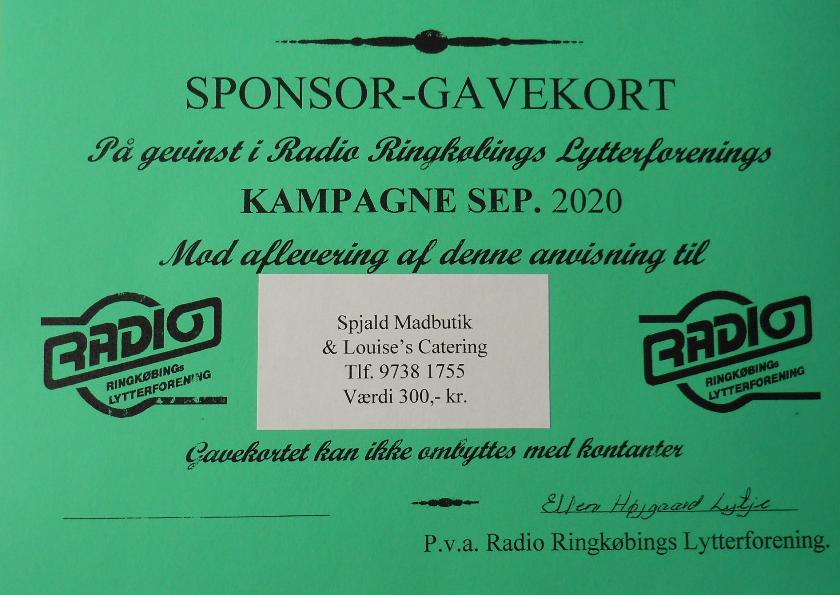 SPONSOR-GAVEKORT
På gevinst i Radio Ringkøbings Lytterforenings
KAMPAGNE SEP. 2020
Mod aflevering af denne anvisning til
RADIO
RINGKØBINGs
LYTTERFORENING
Spjald Madbutik
& Louise's Catering
Tlf. 9738 1755
Værdi 300,- kr.
RADIO
RINGKØBINGs
LYTTERFORENING
Gavekortet kan ikke ombyttes med kontanter
Ellen Højgaard Lytje
P.v.a. Radio Ringkøbings Lytterforening.